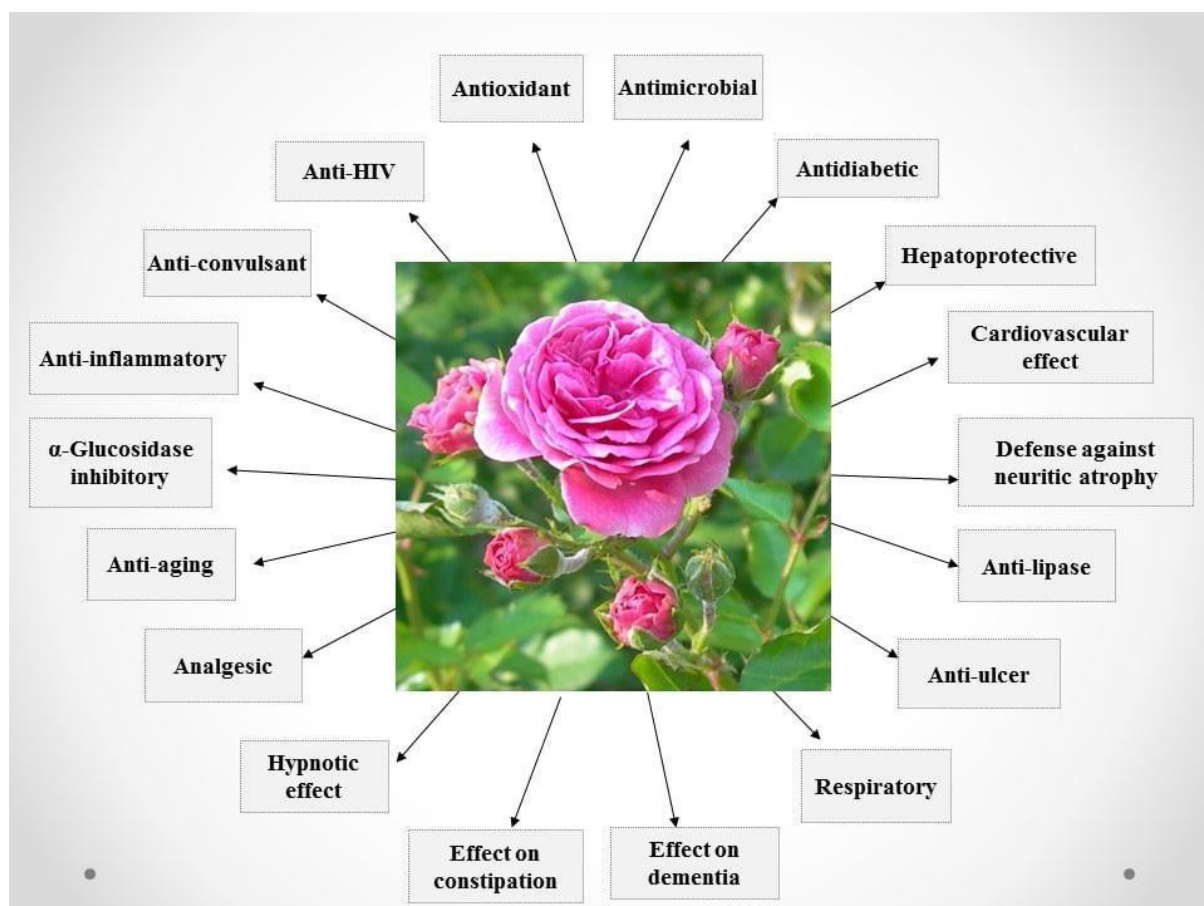 Antioxidant
Antimicrobial
Antidiabetic
Hepatoprotective
Cardiovascular
effect
Defense against
neuritic atrophy
Anti-lipase
Anti-ulcer
Respiratory
Effect on
dementia
Effect on
constipation
Hypnotic
effect
Analgesic
Anti-aging
α-Glucosidase
inhibitory
Anti-inflammatory
Anti-convulsant
Anti-HIV